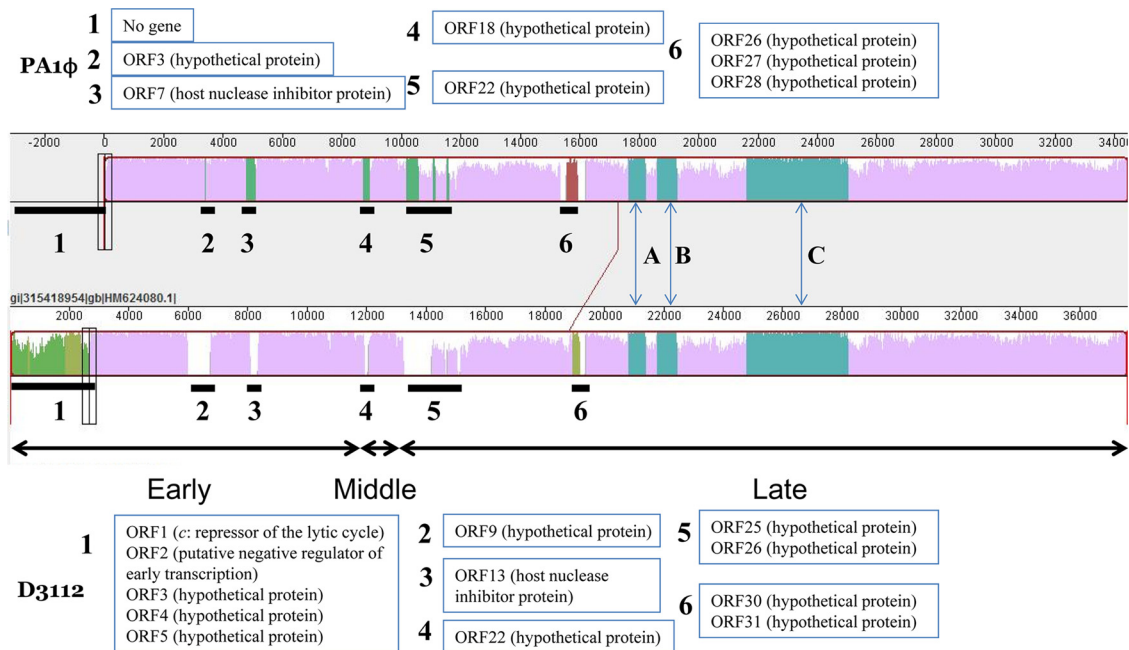 1 No gene
PA1ϕ
2 ORF3 (hypothetical protein)
3 ORF7 (host nuclease inhibitor protein)
4 ORF18 (hypothetical protein)
5 ORF22 (hypothetical protein)
6 ORF26 (hypothetical protein)
ORF27 (hypothetical protein)
ORF28 (hypothetical protein)
-2000 0 2000 4000 6000 8000 10000 12000 14000 16000 18000 20000 22000 24000 26000 28000 30000 32000 3400
1 2 3 4 5 6 A B C
gi|315418954|gb|HM624080.1|
2000 4000 6000 8000 10000 12000 14000 16000 18000 20000 22000 24000 26000 28000 30000 32000 34000 36000
1 2 3 4 5 6
Early Middle Late
D3112
1 ORF1 (c: repressor of the lytic cycle)
ORF2 (putative negative regulator of
early transcription)
ORF3 (hypothetical protein)
ORF4 (hypothetical protein)
ORF5 (hypothetical protein)
2 ORF9 (hypothetical protein)
3 ORF13 (host nuclease
inhibitor protein)
4 ORF22 (hypothetical protein)
5 ORF25 (hypothetical protein)
ORF26 (hypothetical protein)
6 ORF30 (hypothetical protein)
ORF31 (hypothetical protein)